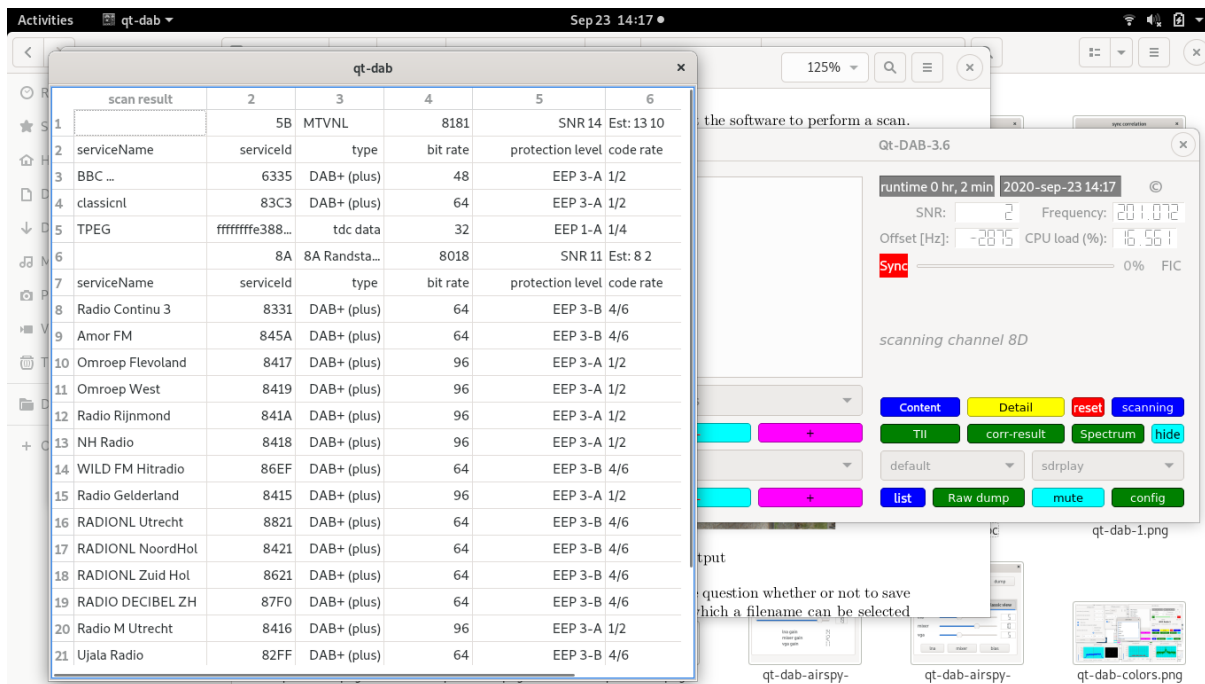 Activities qt-dab Sep 23 14:17
qt-dab
125%
scan result 2 3 4 5 6
1 5B MTVNL 8181 SNR 14 Est: 13 10
2 serviceName serviceId type bit rate protection level code rate
3 BBC ... 6335 DAB+ (plus) 48 EEP 3-A 1/2
4 classicnl 83C3 DAB+ (plus) 64 EEP 3-A 1/2
5 TPEG ffffffffe388... tdc data 32 EEP 1-A 1/4
6 8A 8A Randsta... 8018 SNR 11 Est: 8 2
7 serviceName serviceId type bit rate protection level code rate
8 Radio Continu 3 8331 DAB+ (plus) 64 EEP 3-B 4/6
9 Amor FM 845A DAB+ (plus) 64 EEP 3-B 4/6
10 Omroep Flevoland 8417 DAB+ (plus) 96 EEP 3-A 1/2
11 Omroep West 8419 DAB+ (plus) 96 EEP 3-A 1/2
12 Radio Rijnmond 841A DAB+ (plus) 96 EEP 3-A 1/2
13 NH Radio 8418 DAB+ (plus) 96 EEP 3-A 1/2
14 WILD FM Hitradio 86EF DAB+ (plus) 96 EEP 3-B 4/6
15 Radio Gelderland 8415 DAB+ (plus) 96 EEP 3-A 1/2
16 RADIONL Utrecht 8821 DAB+ (plus) 64 EEP 3-B 4/6
17 RADIONL NoordHol 8421 DAB+ (plus) 64 EEP 3-B 4/6
18 RADIONL Zuid Hol 8621 DAB+ (plus) 64 EEP 3-B 4/6
19 RADIO DECIBEL ZH 87F0 DAB+ (plus) 64 EEP 3-B 4/6
20 Radio M Utrecht 8416 DAB+ (plus) 96 EEP 3-A 1/2
21 Ujala Radio 82FF DAB+ (plus) 64 EEP 3-B 4/6
the software to perform a scan.
Qt-DAB-3.6
runtime 0 hr, 2 min 2020-sep-23 14:17 ©
SNR: 2 Frequency: 201.072
Offset [Hz]: -2875 CPU load (%): 16.561
Sync 0% FIC
scanning channel 8D
Content Detail reset scanning
+ TII corr-result Spectrum hide
default sdrplay
+ list Raw dump mute config
qt-dab-1.png
question whether or not to save
which a filename can be selected
qt-dab-airspy- qt-dab-airspy- qt-dab-colors.png